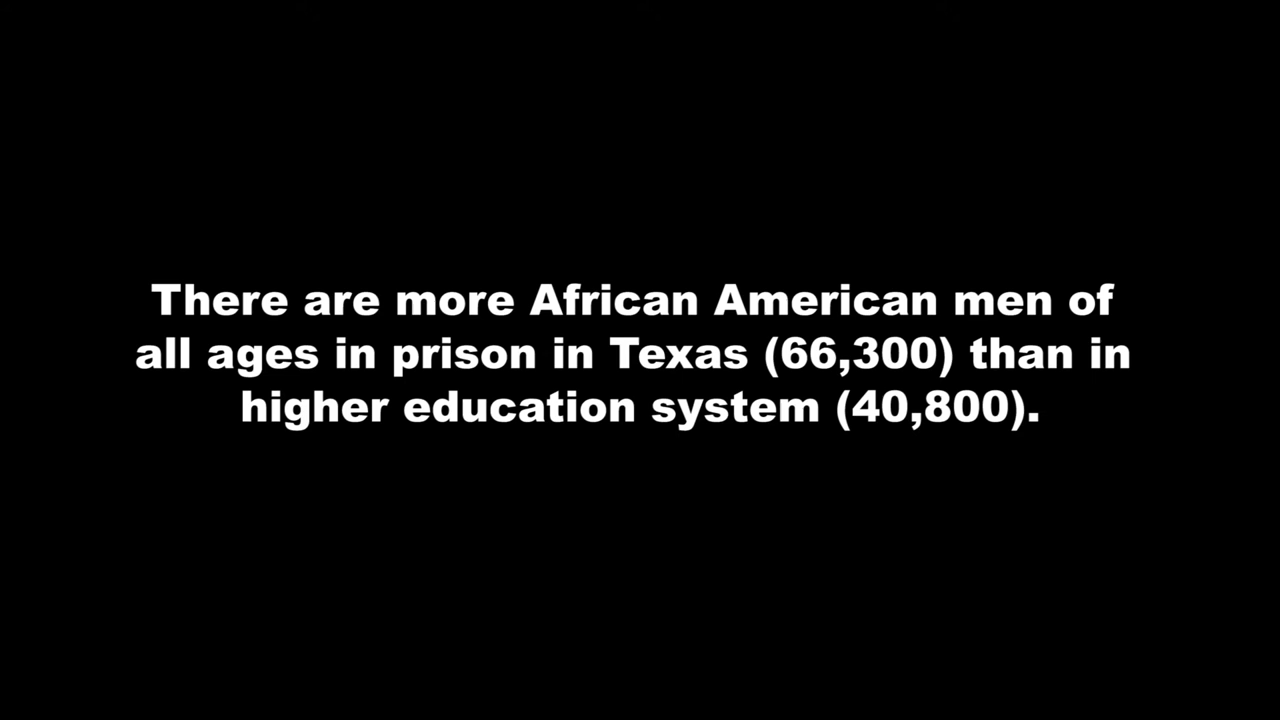 There are more African American men of
all ages in prison in Texas (66,300) than in
higher education system (40,800).